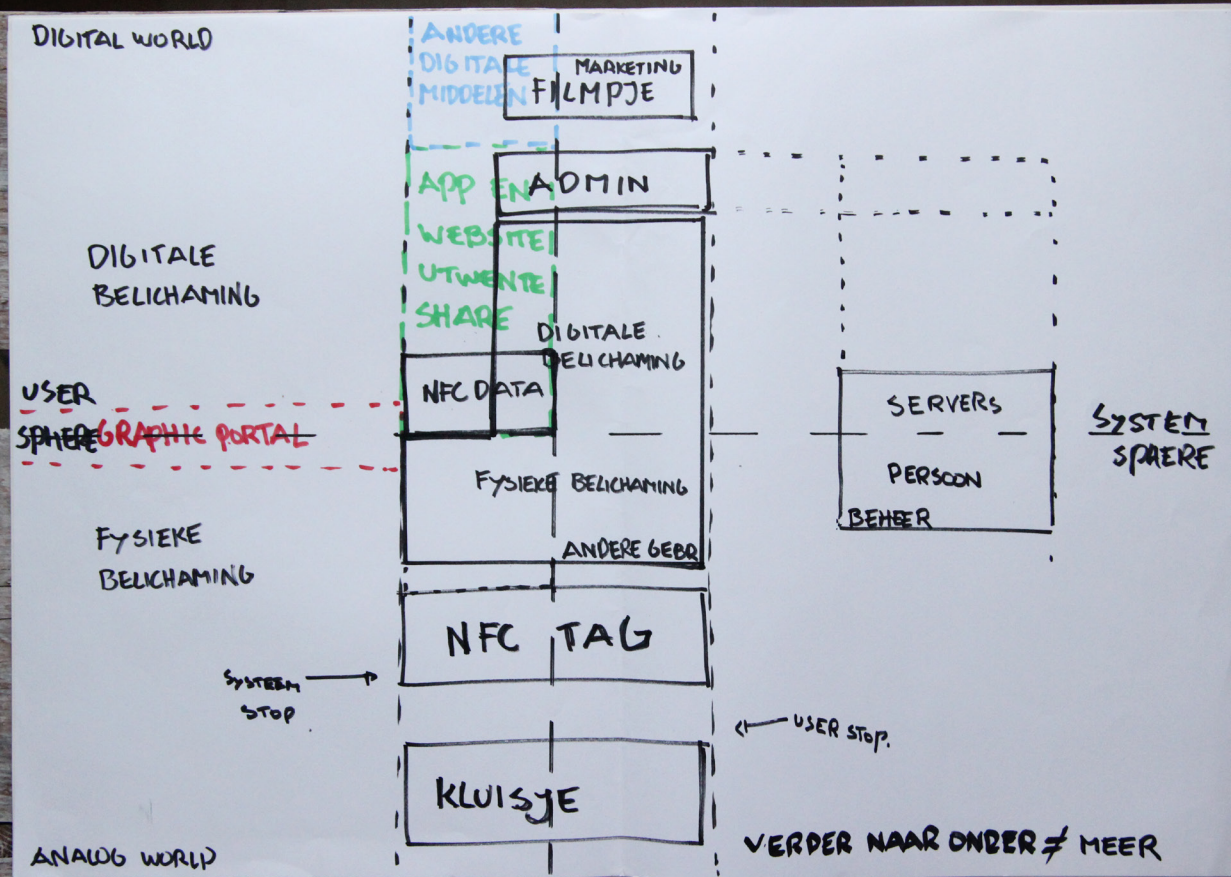 DIGITAL WORLD
ANDERE
DIGITALE
MIDDELEN
MARKETING
FILMPJE
APP EN
WEBSITE
UTWENTE
SHARE
ADMIN
DIGITALE
BELICHAMING
DIGITALE
BELICHAMING
NFC DATA
USER
SPHERE GRAPHIC PORTAL
SERVERS
PERSOON
BEHEER
SYSTEM
SPAERE
FYSIEKE BELICHAMING
ANDERE GEBR
FYSIEKE
BELICHAMING
NFC TAG
SYSTEEM
STOP
USER STOP.
KLUISJE
ANALOG WORLD
VERDER NAAR ONDER ≠ MEER